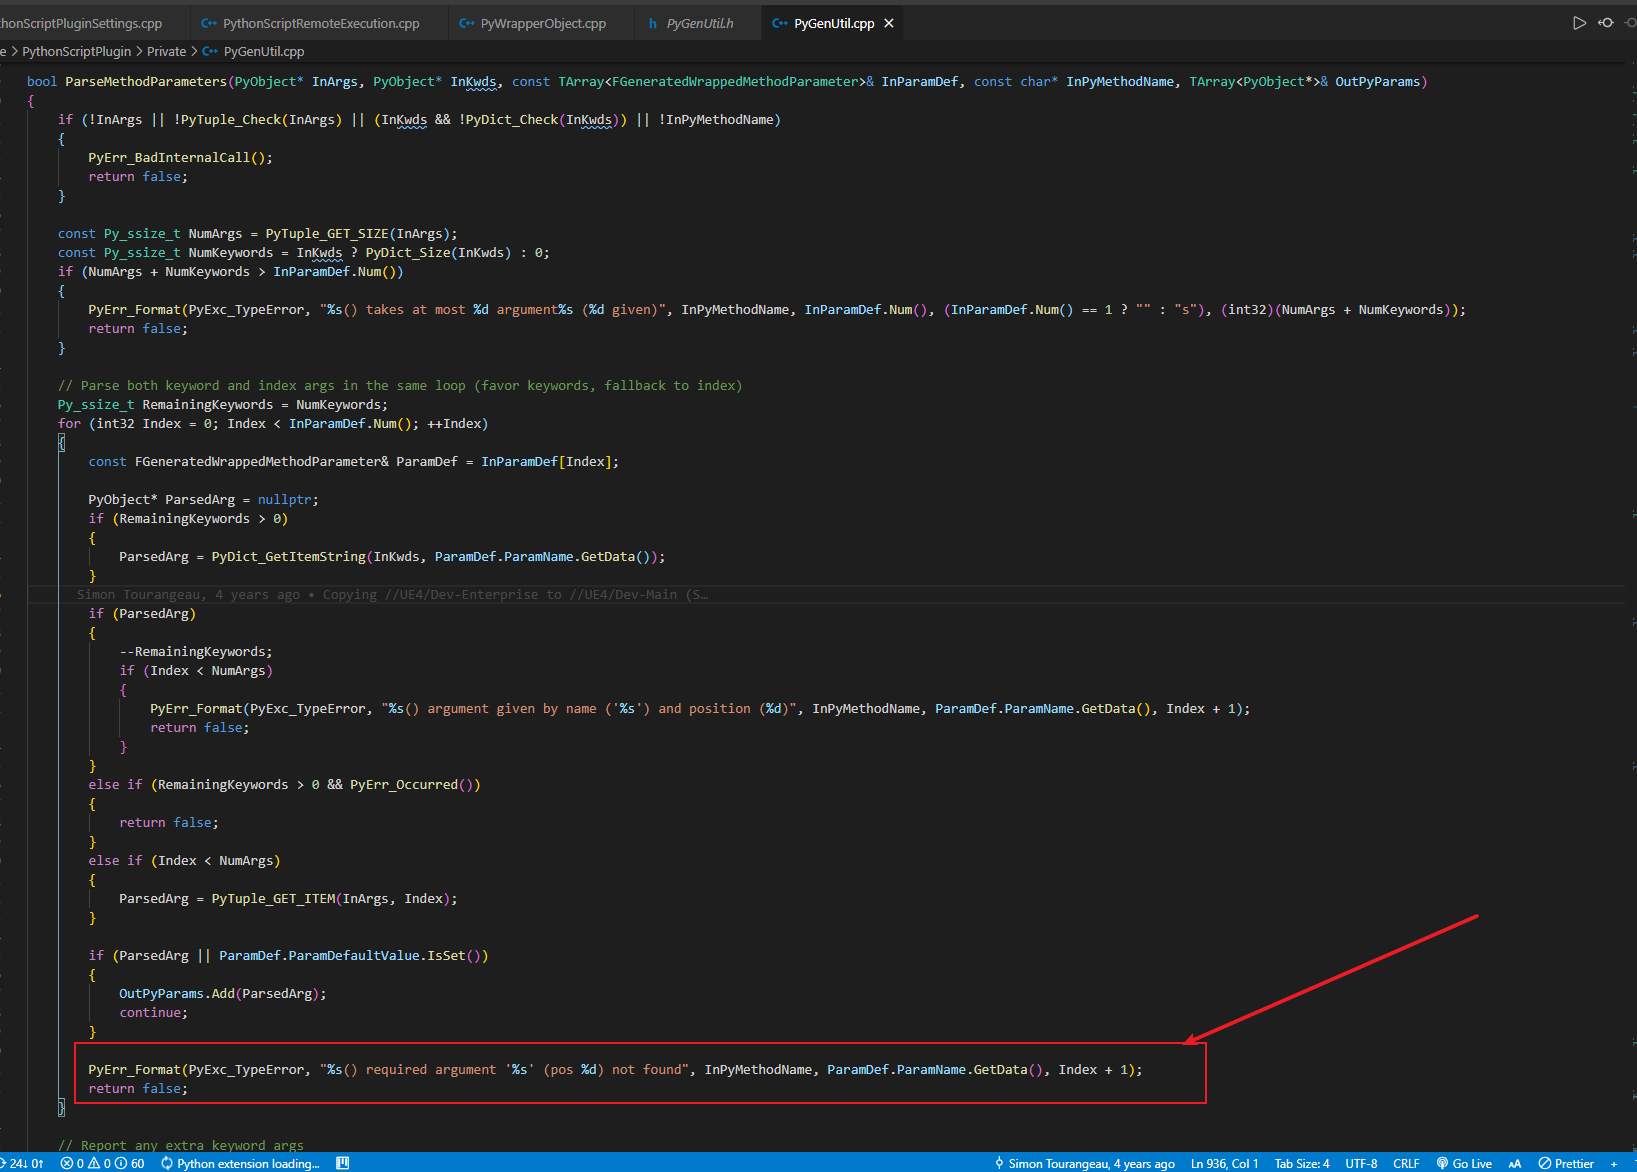 honScriptPluginSettings.cpp C++ PythonScriptRemoteExecution.cpp C++ PyWrapperObject.cpp h PyGenUtil.h C++ PyGenUtil.cpp
e > PythonScriptPlugin > Private > C++ PyGenUtil.cpp
bool ParseMethodParameters(PyObject* InArgs, PyObject* InKwds, const TArray<FGeneratedWrappedMethodParameter>& InParamDef, const char* InPyMethodName, TArray<PyObject*>& OutPyParams)
{
if (!InArgs || !PyTuple_Check(InArgs) || (InKwds && !PyDict_Check(InKwds)) || !InPyMethodName)
{
PyErr_BadInternalCall();
return false;
}
const Py_ssize_t NumArgs = PyTuple_GET_SIZE(InArgs);
const Py_ssize_t NumKeywords = InKwds ? PyDict_Size(InKwds) : 0;
if (NumArgs + NumKeywords > InParamDef.Num())
{
PyErr_Format(PyExc_TypeError, "%s() takes at most %d argument%s (%d given)", InPyMethodName, InParamDef.Num(), (InParamDef.Num() == 1 ? "" : "s"), (int32)(NumArgs + NumKeywords));
return false;
}
// Parse both keyword and index args in the same loop (favor keywords, fallback to index)
Py_ssize_t RemainingKeywords = NumKeywords;
for (int32 Index = 0; Index < InParamDef.Num(); ++Index)
{
const FGeneratedWrappedMethodParameter& ParamDef = InParamDef[Index];
PyObject* ParsedArg = nullptr;
if (RemainingKeywords > 0)
{
ParsedArg = PyDict_GetItemString(InKwds, ParamDef.ParamName.GetData());
}
Simon Tourangeau, 4 years ago • Copying //UE4/Dev-Enterprise to //UE4/Dev-Main (S…
if (ParsedArg)
{
--RemainingKeywords;
if (Index < NumArgs)
{
PyErr_Format(PyExc_TypeError, "%s() argument given by name ('%s') and position (%d)", InPyMethodName, ParamDef.ParamName.GetData(), Index + 1);
return false;
}
}
else if (RemainingKeywords > 0 && PyErr_Occurred())
{
return false;
}
else if (Index < NumArgs)
{
ParsedArg = PyTuple_GET_ITEM(InArgs, Index);
}
if (ParsedArg || ParamDef.ParamDefaultValue.IsSet())
{
OutPyParams.Add(ParsedArg);
continue;
}
PyErr_Format(PyExc_TypeError, "%s() required argument '%s' (pos %d) not found", InPyMethodName, ParamDef.ParamName.GetData(), Index + 1);
return false;
}
// Report any extra keyword args
24↓ 0↑ 0 0 60 Python extension loading... Simon Tourangeau, 4 years ago Ln 936, Col 1 Tab Size: 4 UTF-8 CRLF Go Live aA Prettier